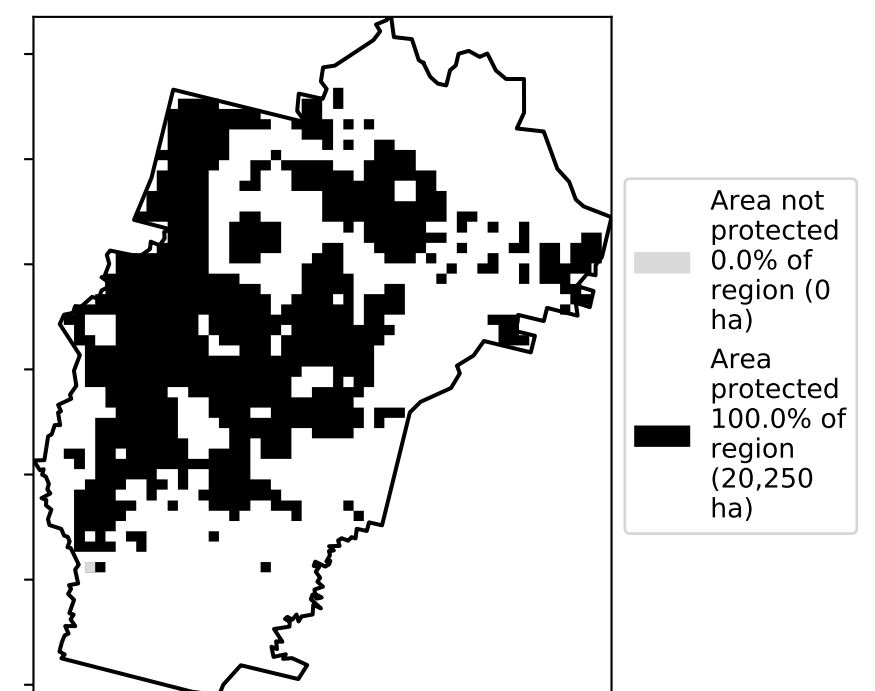 Area not
protected
0.0% of
region (0
ha)
Area
protected
100.0% of
region
(20,250
ha)